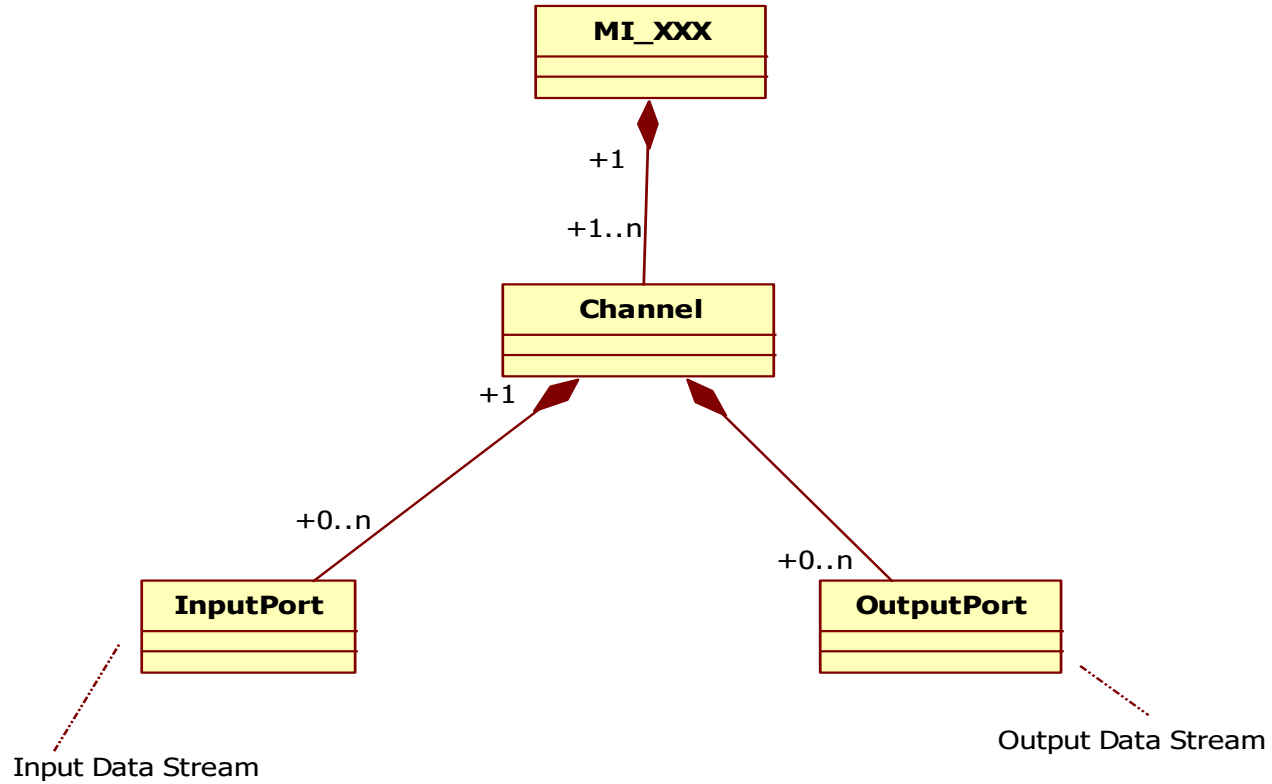 MI_XXX
+1
+1..n
Channel
+1
+0..n
+0..n
InputPort
OutputPort
Output Data Stream
Input Data Stream